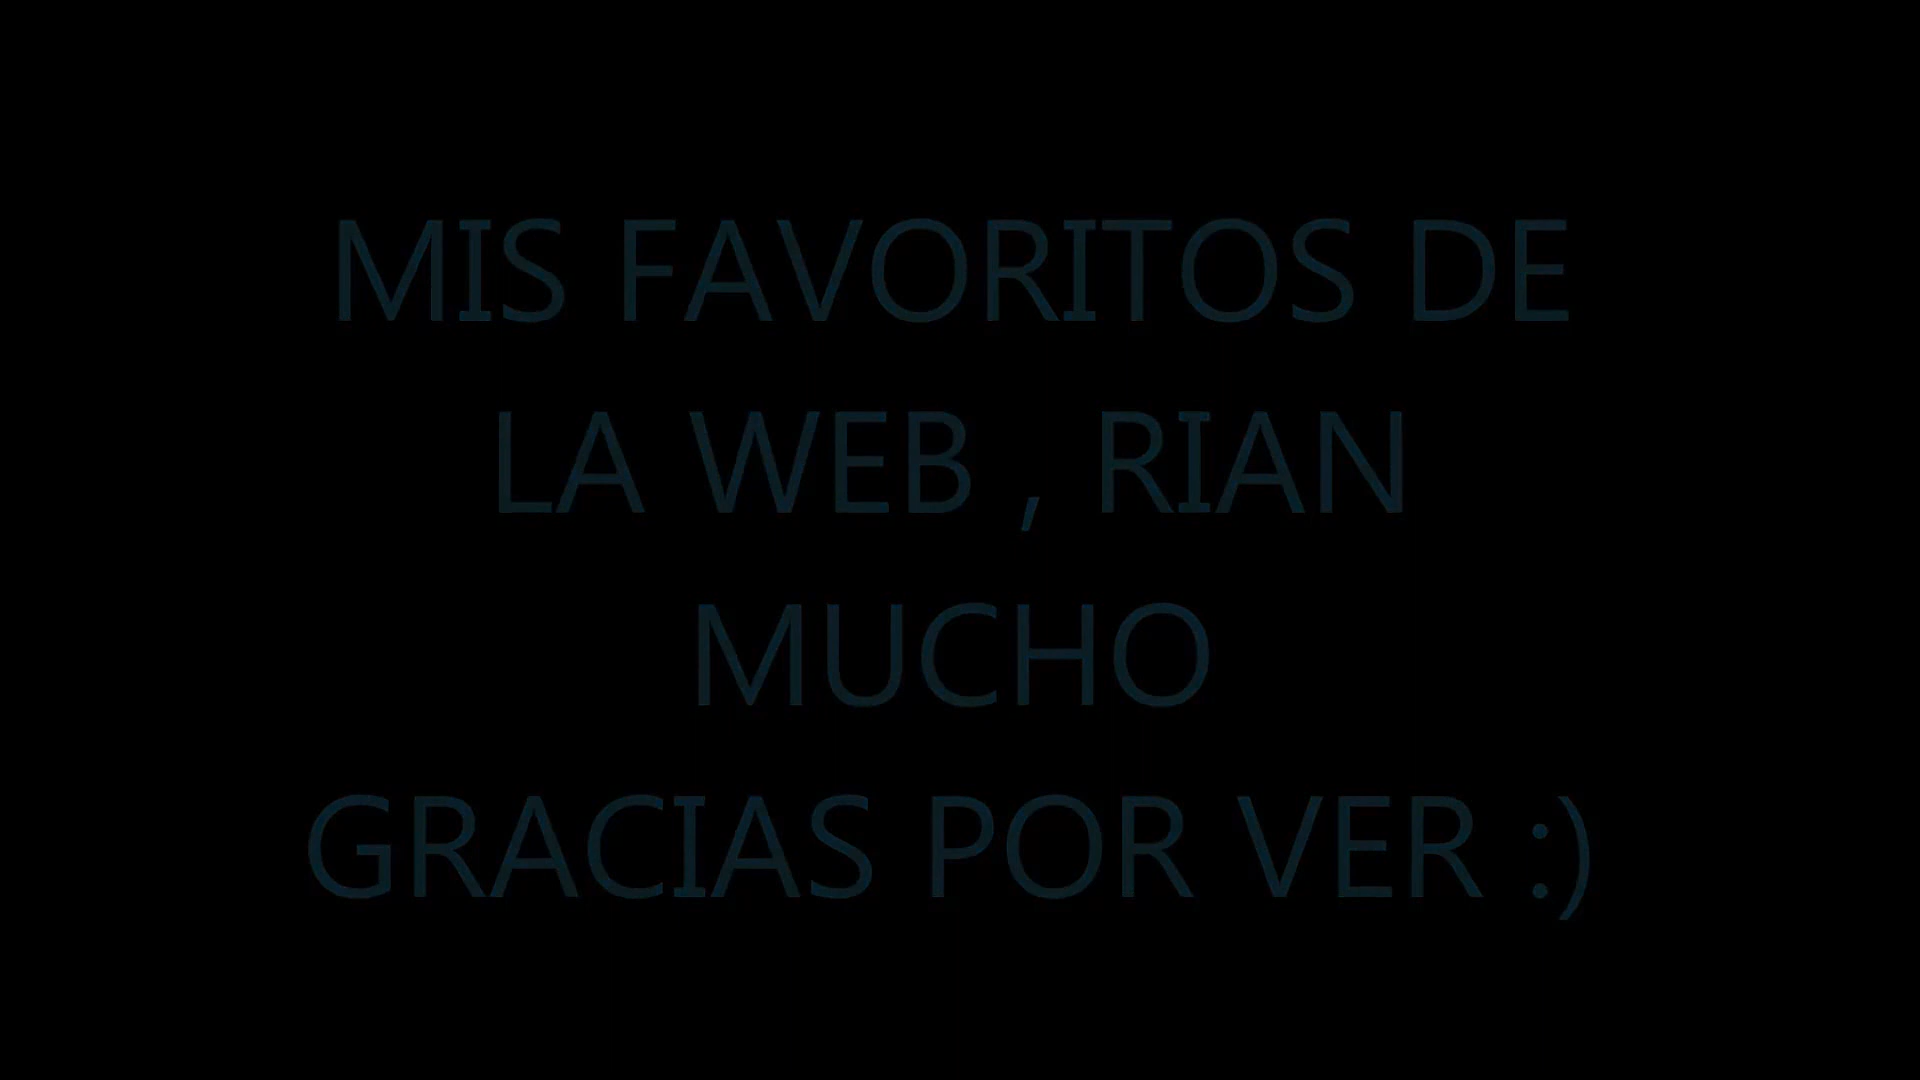 MIS FAVORITOS DE
LA WEB , RIAN
MUCHO
GRACIAS POR VER :)